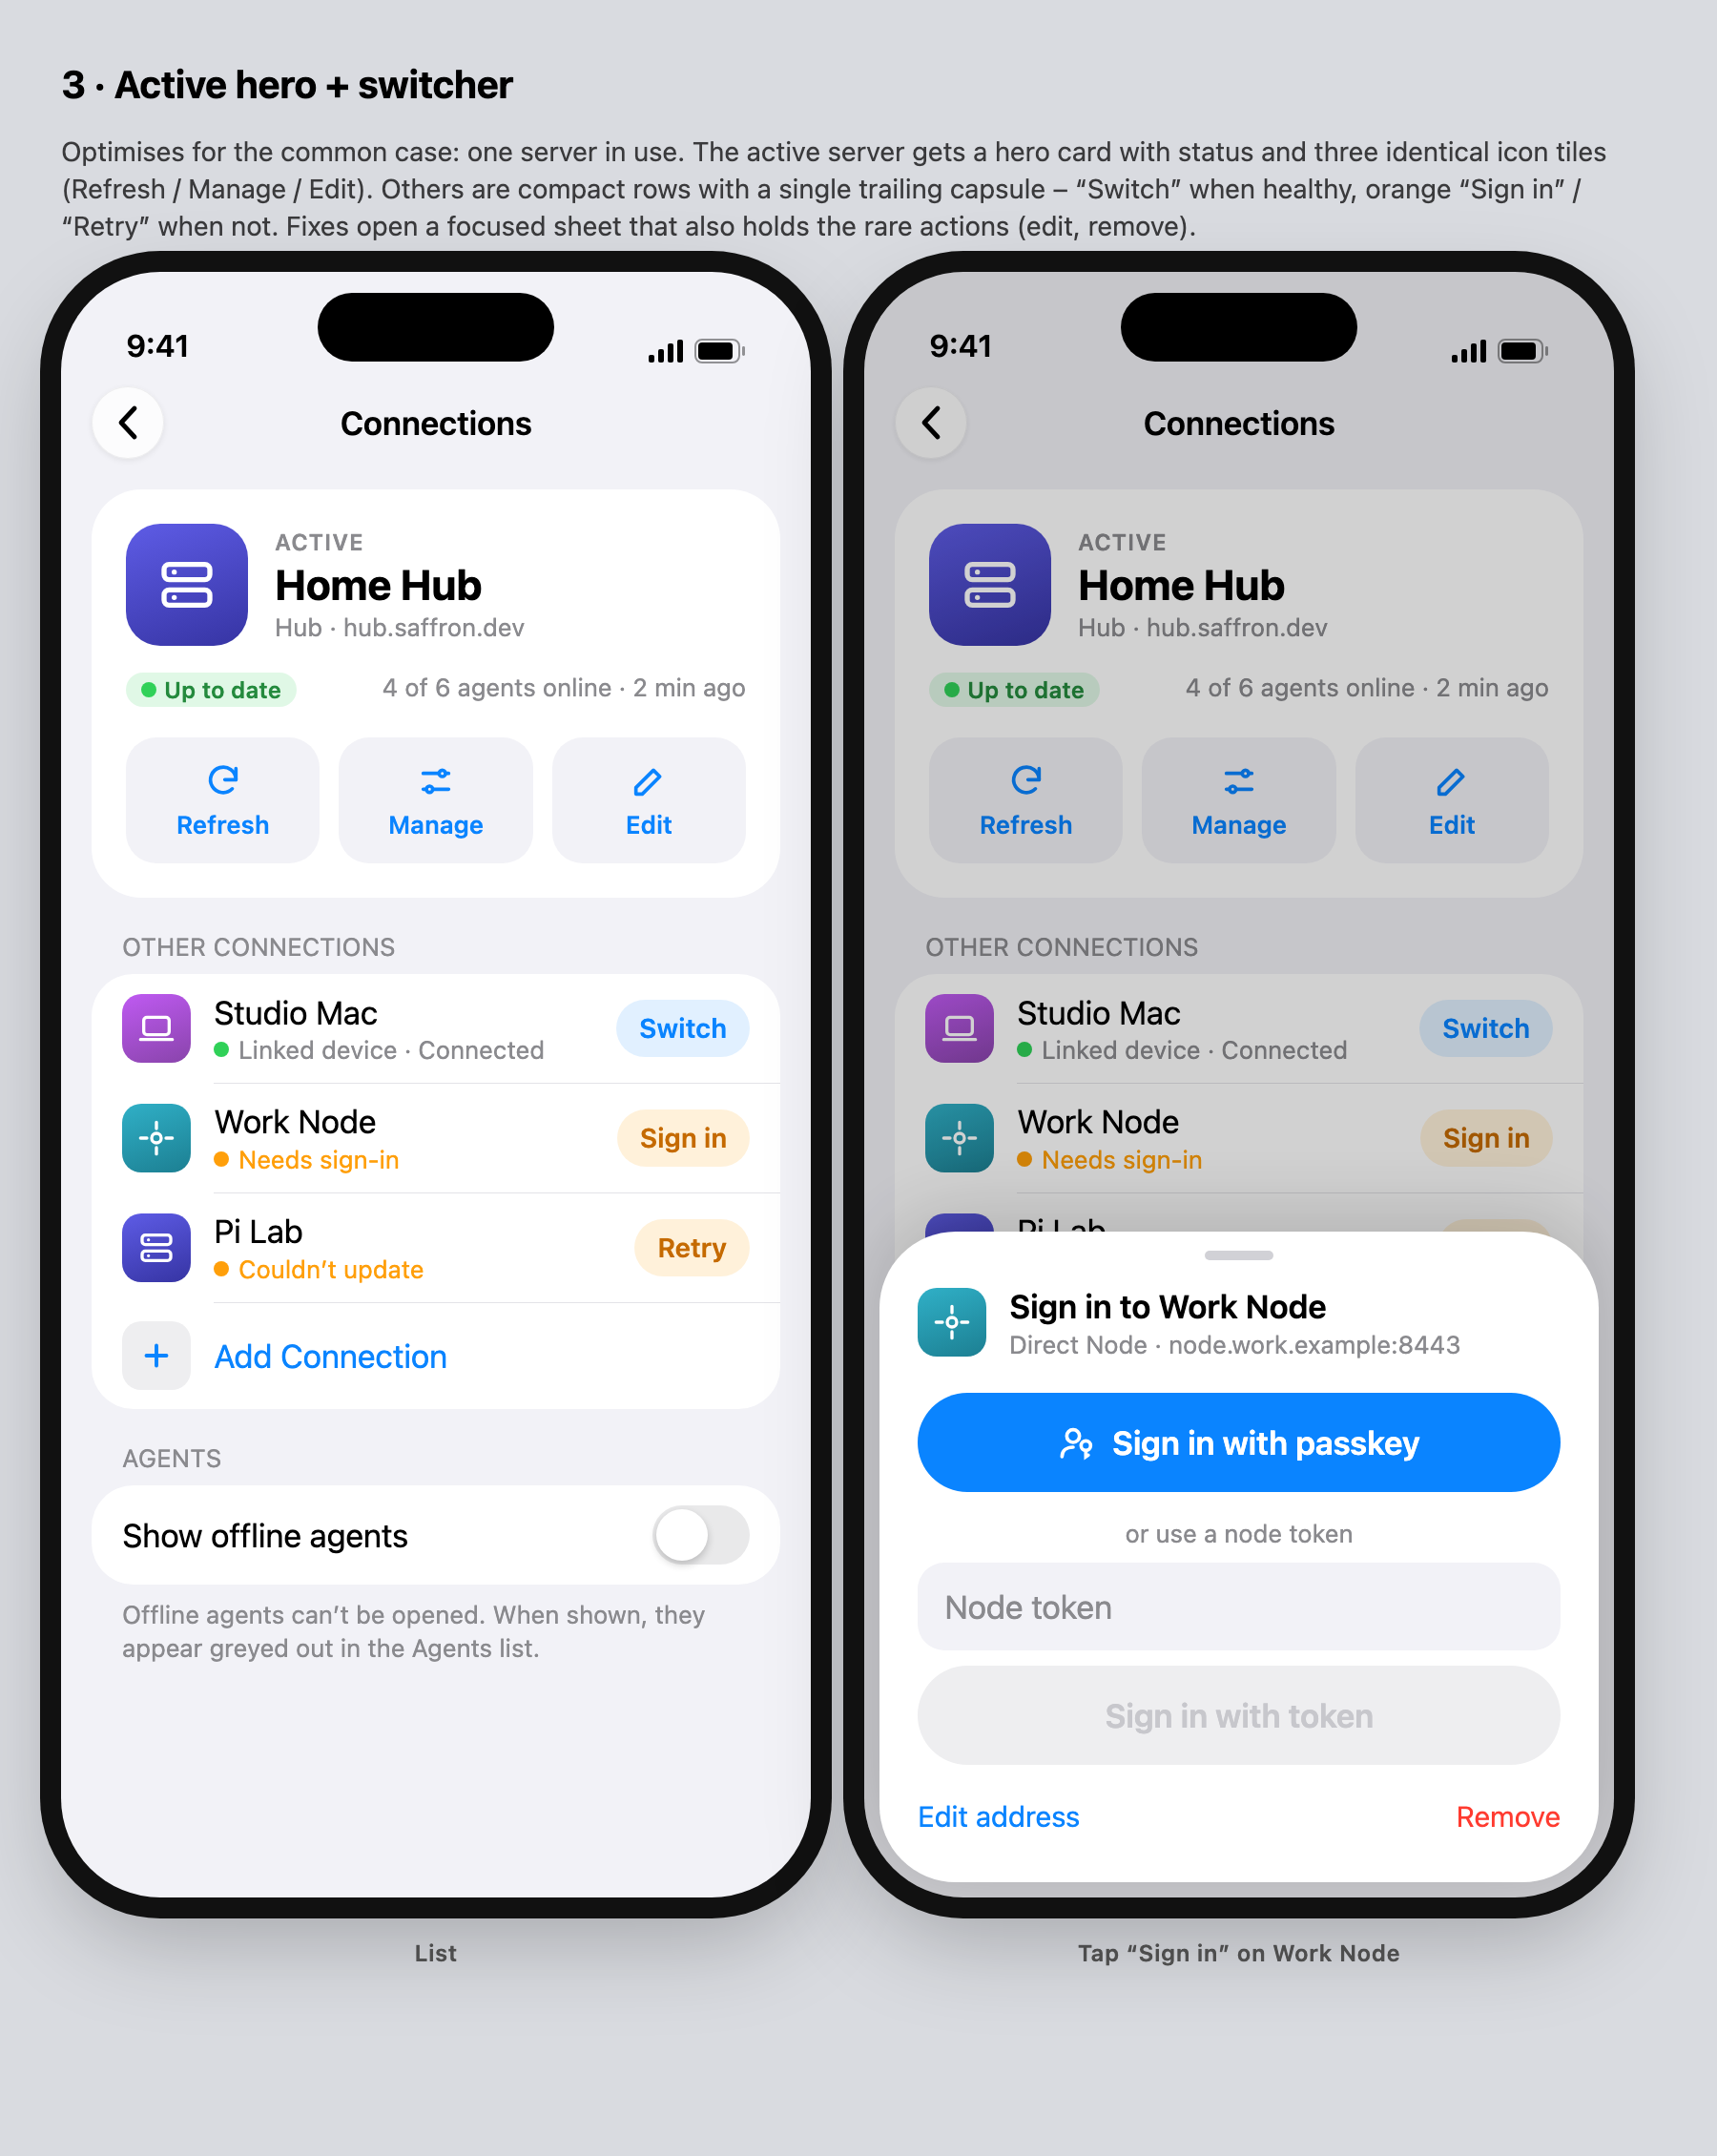 3 · Active hero + switcher
Optimises for the common case: one server in use. The active server gets a hero card with status and three identical icon tiles
(Refresh / Manage / Edit). Others are compact rows with a single trailing capsule – “Switch” when healthy, orange “Sign in” /
“Retry” when not. Fixes open a focused sheet that also holds the rare actions (edit, remove).
9:41
Connections
ACTIVE
Home Hub
Hub · hub.saffron.dev
Up to date
4 of 6 agents online · 2 min ago
Refresh
Manage
Edit
OTHER CONNECTIONS
Studio Mac
Linked device · Connected
Switch
Work Node
Needs sign-in
Sign in
Pi Lab
Couldn’t update
Retry
Add Connection
AGENTS
Show offline agents
Offline agents can’t be opened. When shown, they
appear greyed out in the Agents list.
List
9:41
Connections
ACTIVE
Home Hub
Hub · hub.saffron.dev
Up to date
4 of 6 agents online · 2 min ago
Refresh
Manage
Edit
OTHER CONNECTIONS
Studio Mac
Linked device · Connected
Switch
Work Node
Needs sign-in
Sign in
Pi Lab
Sign in to Work Node
Direct Node · node.work.example:8443
Sign in with passkey
or use a node token
Node token
Sign in with token
Edit address
Remove
Tap “Sign in” on Work Node